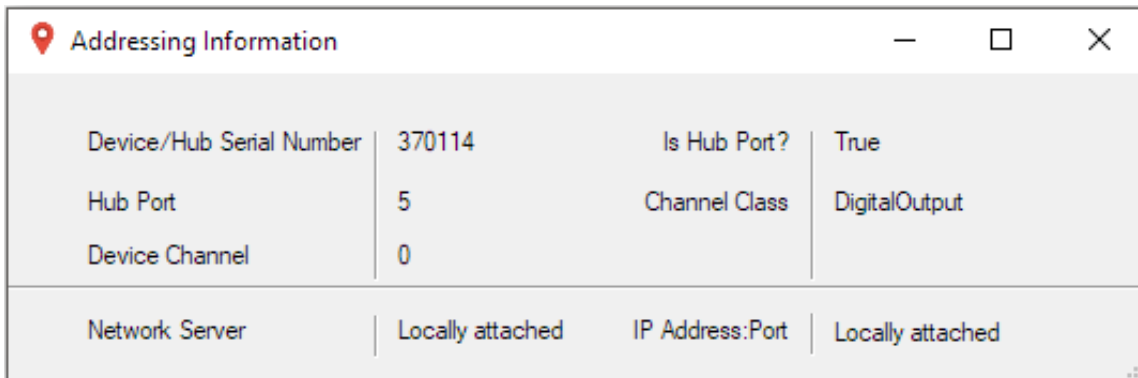 Addressing Information
Device/Hub Serial Number 370114 Is Hub Port? True
Hub Port 5 Channel Class DigitalOutput
Device Channel 0
Network Server Locally attached IP Address:Port Locally attached